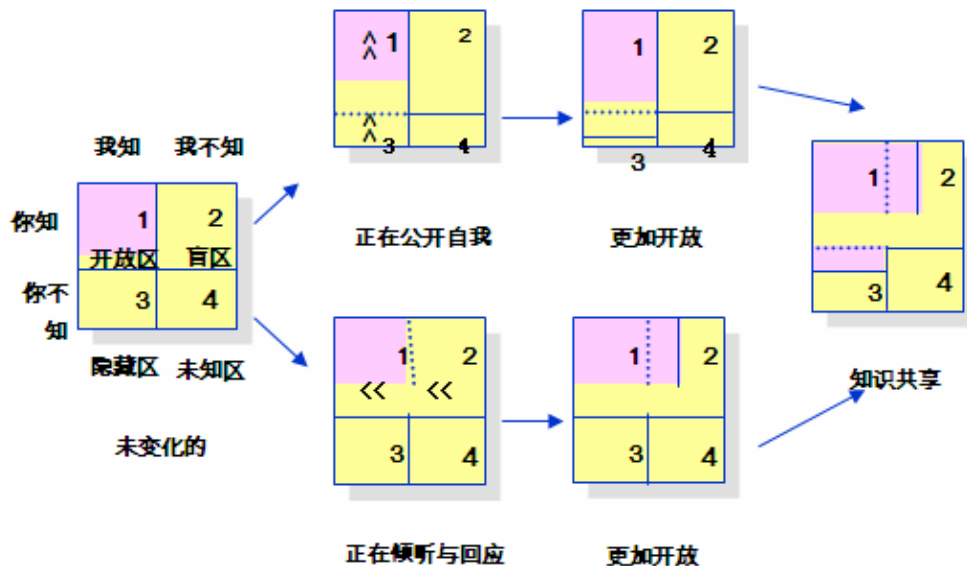 我知 我不知
你知
你不
知
1 2
开放区 盲区
3 4
隐藏区 未知区
未变化的
^
^
1 2
^
^
3 4
正在公开自我
1 2
3 4
更加开放
1 2
<< <<
3 4
正在倾听与回应
1 2
3 4
更加开放
1 2
3 4
知识共享